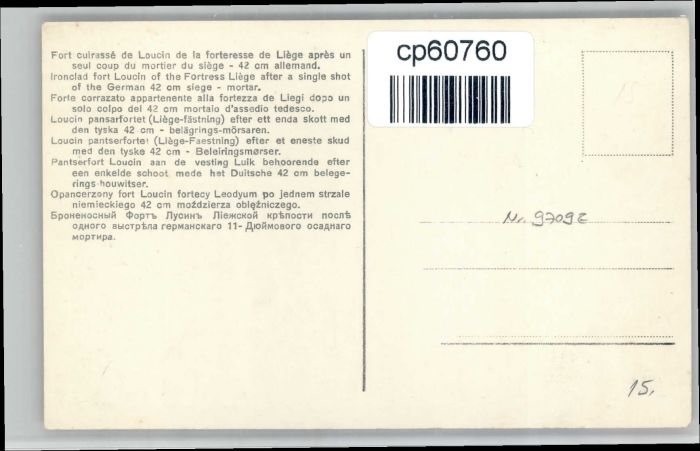 Fort cuirassé de Loucin de la forteresse de Liège après un
seul coup du mortier du siège - 42 cm allemand.
Ironclad fort Loucin of the Fortress Liège after a single shot
of the German 42 cm siege - mortar.
Forte corrazato appartenente alla fortezza de Liegi dopo un
solo colpo del 42 cm mortaio d'assedio tedesco.
Loucin pansarfortet (Liège-fästning) efter ett enda skott med
den tyska 42 cm - belägrings-mörsaren.
Loucin pantserfortet (Liège-Faestning) efter et eneste skud
med den tyske 42 cm - Beleiringsmørser.
Pantserfort Loucin aan de vesting Luik behoorende efter
een enkelde schoot mede het Duitsche 42 cm belege-
rings-houwitser.
Opancerzony fort Loucin fortecy Leodyum po jednem strzale
niemieckiego 42 cm moździerza oblężniczego.
Броненосный Фортъ Лусинъ Ліежской крѣпости послѣ
одного выстрѣла германскаго 11-Дюймового осаднаго
мортира.
cp60760
Nr. 97092
15.